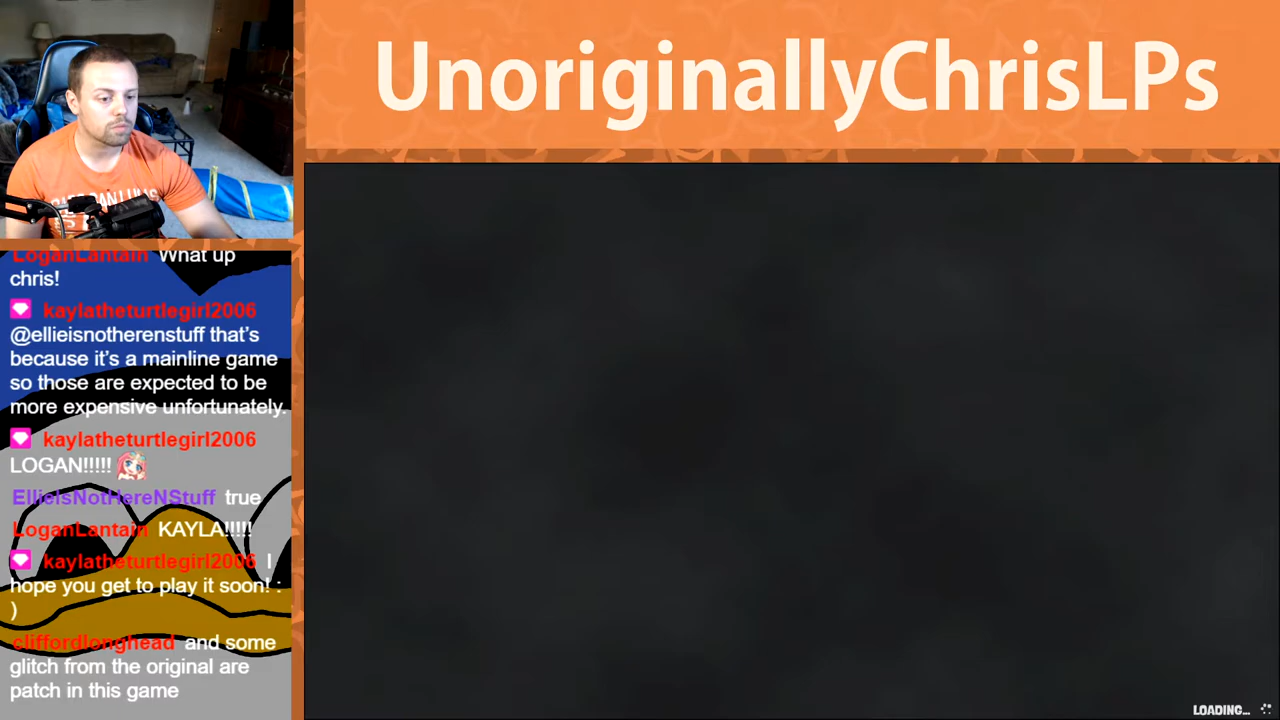 UnoriginallyChrisLPs
LoganLantain What up
chris!
kaylatheturtlegirl2006
@ellieisnotherenstuff that's
because it's a mainline game
so those are expected to be
more expensive unfortunately.
kaylatheturtlegirl2006
LOGAN!!!!!
EllieIsNotHereNStuff true
LoganLantain KAYLA!!!!!
kaylatheturtlegirl2006 I
hope you get to play it soon! :
)
cliffordlonghead and some
glitch from the original are
patch in this game
LOADING...